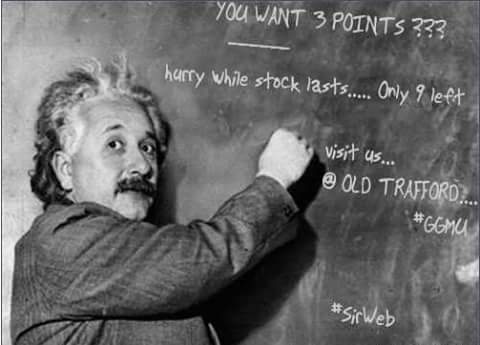 YOU WANT 3 POINTS ???
hurry while stock lasts..... Only 9 left
visit us...
@ OLD TRAFFORD....
#GGMU
#SirWeb